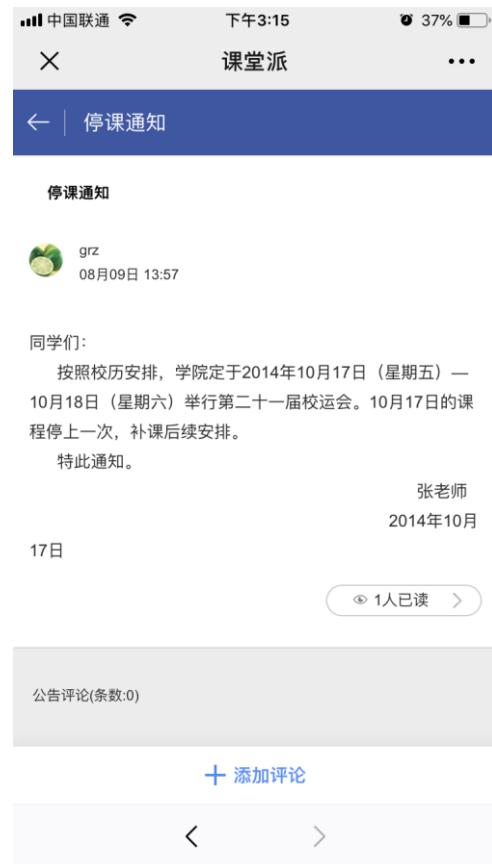 中国联通
下午3:15
37%
课堂派
停课通知
停课通知
grz
08月09日 13:57
同学们：
按照校历安排，学院定于2014年10月17日（星期五）—
10月18日（星期六）举行第二十一届校运会。10月17日的课
程停上一次，补课后续安排。
特此通知。
张老师
2014年10月
17日
1人已读
公告评论(条数:0)
添加评论